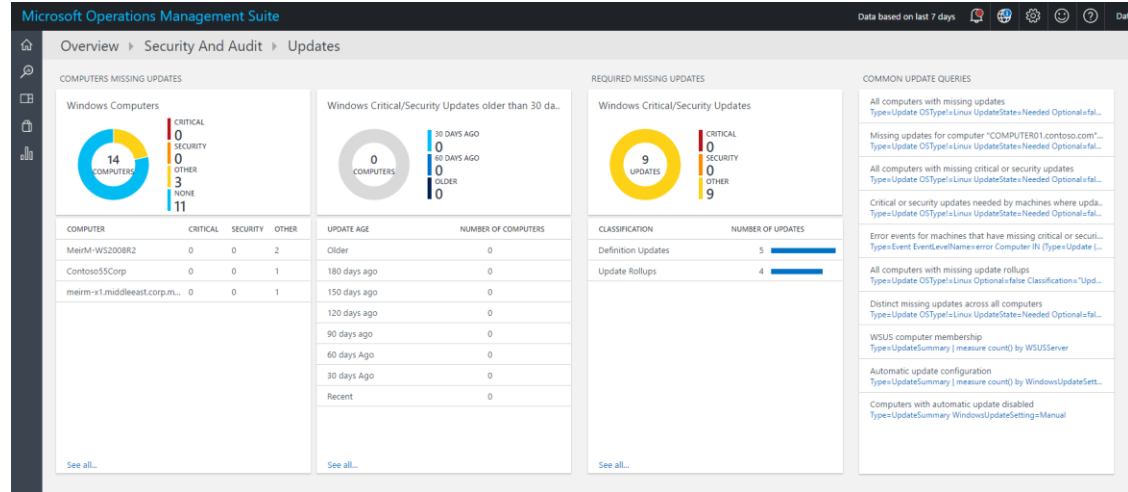 Microsoft Operations Management Suite
Data based on last 7 days
Overview Security And Audit Updates
COMPUTERS MISSING UPDATES
Windows Computers
14
COMPUTERS
CRITICAL
0
SECURITY
0
OTHER
3
NONE
11
COMPUTER CRITICAL SECURITY OTHER
MeirM-WS2008R2 0 0 2
Contoso55Corp 0 0 1
meirm-x1.middleeast.corp.m... 0 0 1
See all...
Windows Critical/Security Updates older than 30 da..
0
COMPUTERS
30 DAYS AGO
0
60 DAYS AGO
0
OLDER
0
UPDATE AGE NUMBER OF COMPUTERS
Older 0
180 days ago 0
150 days ago 0
120 days ago 0
90 days ago 0
60 days Ago 0
30 days Ago 0
Recent 0
See all...
REQUIRED MISSING UPDATES
Windows Critical/Security Updates
9
UPDATES
CRITICAL
0
SECURITY
0
OTHER
9
CLASSIFICATION NUMBER OF UPDATES
Definition Updates 5
Update Rollups 4
See all...
COMMON UPDATE QUERIES
All computers with missing updates
Type=Update OSType!=Linux UpdateState=Needed Optional=fal...
Missing updates for computer "COMPUTER01.contoso.com"...
Type=Update OSType!=Linux UpdateState=Needed Optional=fal...
All computers with missing critical or security updates
Type=Update OSType!=Linux UpdateState=Needed Optional=fal...
Critical or security updates needed by machines where upda..
Type=Update OSType!=Linux UpdateState=Needed Optional=fal...
Error events for machines that have missing critical or securi...
Type=Event EventLevelName=error Computer IN {Type=Update (...
All computers with missing update rollups
Type=Update OSType!=Linux Optional=false Classification="Upd...
Distinct missing updates across all computers
Type=Update OSType!=Linux UpdateState=Needed Optional=fal...
WSUS computer membership
Type=UpdateSummary | measure count() by WSUSServer
Automatic update configuration
Type=UpdateSummary | measure count() by WindowsUpdateSett...
Computers with automatic update disabled
Type=UpdateSummary WindowsUpdateSetting=Manual